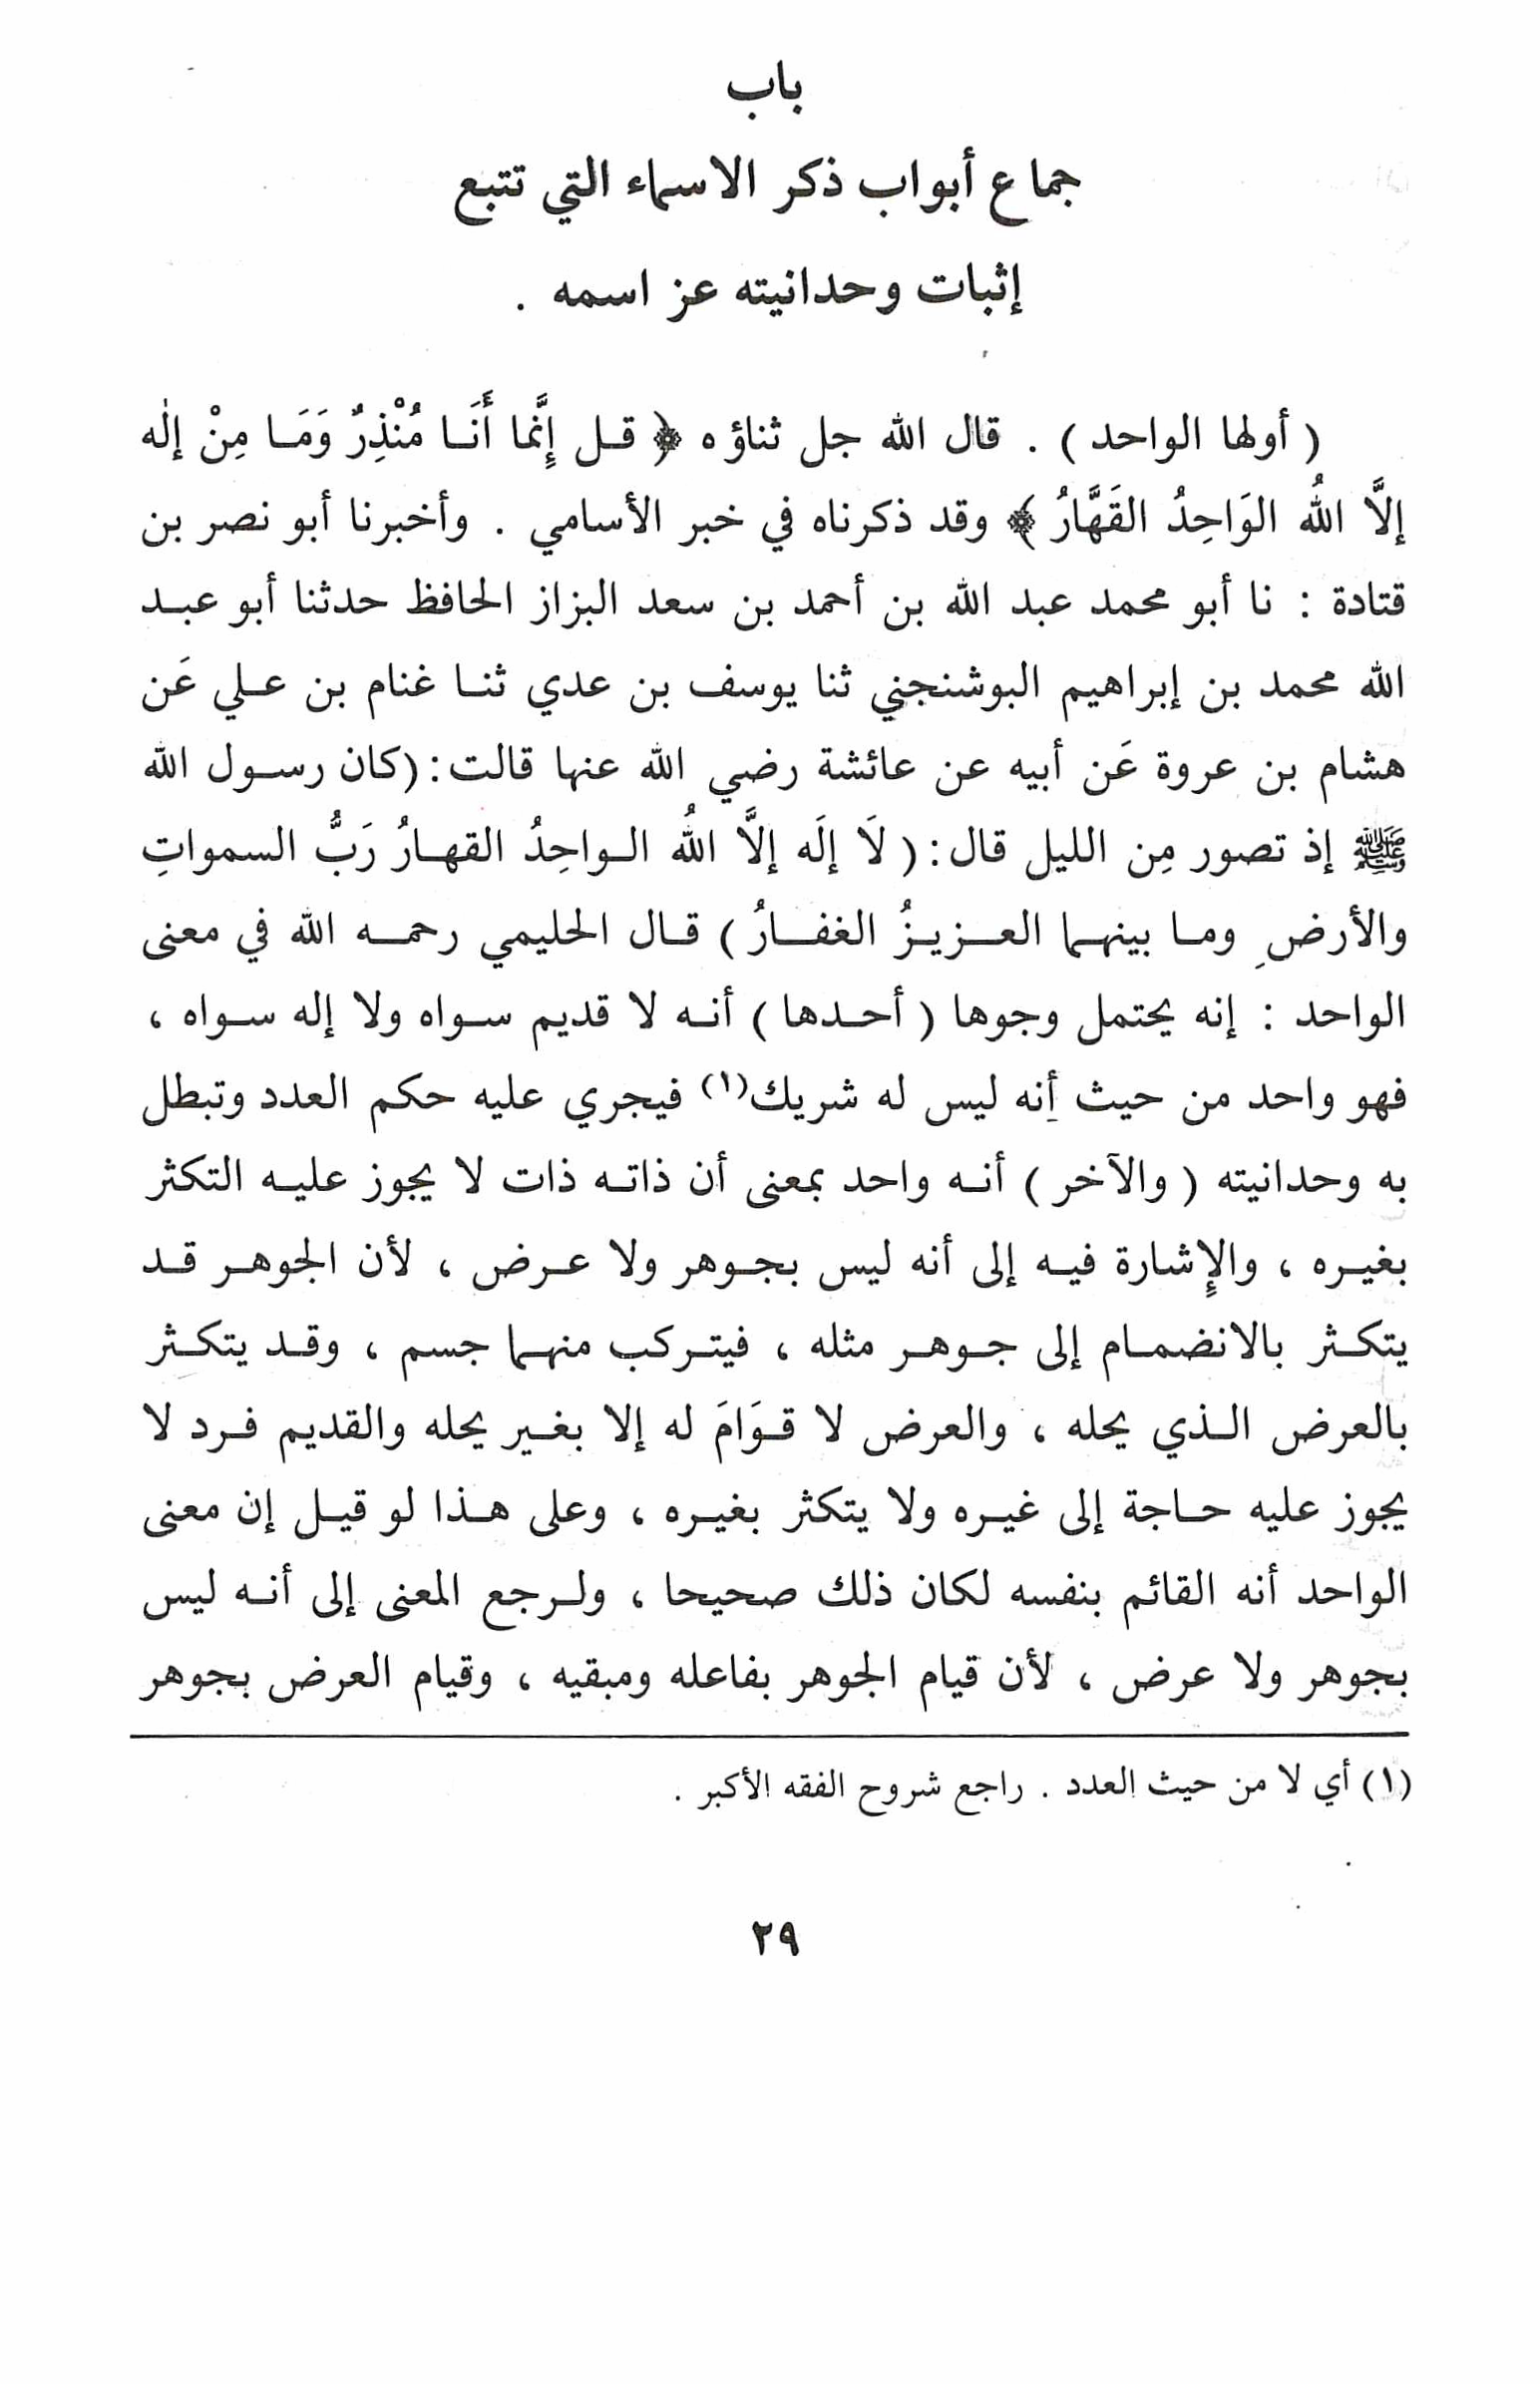 باب
جماع أبواب ذكر الاسماء التي تتبع
إثبات وحدانيته عز اسمه .
( أولها الواحد ) . قال الله جل ثناؤه ﴿ قل إِنَّما أَنَا مُنْذِرٌ وَمَا مِنْ إلٰه
إلَّا اللهُ الوَاحِدُ القَهَّارُ ﴾ وقد ذكرناه في خبر الأسامي . وأخبرنا أبو نصر بن
قتادة : نا أبو محمد عبد الله بن أحمد بن سعد البزاز الحافظ حدثنا أبو عبد
الله محمد بن إبراهيم البوشنجني ثنا يوسف بن عدي ثنا غنام بن علي عَن
هشام بن عروة عَن أبيه عن عائشة رضي الله عنها قالت : (كان رسول الله
ﷺ إذ تصور مِن الليل قال : ( لَا إلَه إلَّا اللهُ الواحِدُ القهارُ رَبُّ السمواتِ
والأرضِ وما بينهما العزيزُ الغفارُ ) قال الحليمي رحمه الله في معنى
الواحد : إنه يحتمل وجوها ( أحدها ) أنه لا قديم سواه ولا إله سواه ،
فهو واحد من حيث أنه ليس له شريك(١) فيجري عليه حكم العدد وتبطل
به وحدانيته ( والآخر ) أنه واحد بمعنى أن ذاته ذات لا يجوز عليه التكثر
بغيره ، والإِشارة فيه إلى أنه ليس بجوهر ولا عرض ، لأن الجوهر قد
يتكثر بالانضمام إلى جوهر مثله ، فيتركب منهما جسم ، وقد يتكثر
بالعرض الذي يحله ، والعرض لا قوَامَ له إلا بغير يحله والقديم فرد لا
يجوز عليه حاجة إلى غيره ولا يتكثر بغيره ، وعلى هذا لو قيل إن معنى
الواحد أنه القائم بنفسه لكان ذلك صحيحا ، ولرجع المعنى إلى أنه ليس
بجوهر ولا عرض ، لأن قيام الجوهر بفاعله ومبقيه ، وقيام العرض بجوهر
(١) أي لا من حيث العدد . راجع شروح الفقه الأكبر .
٢٩